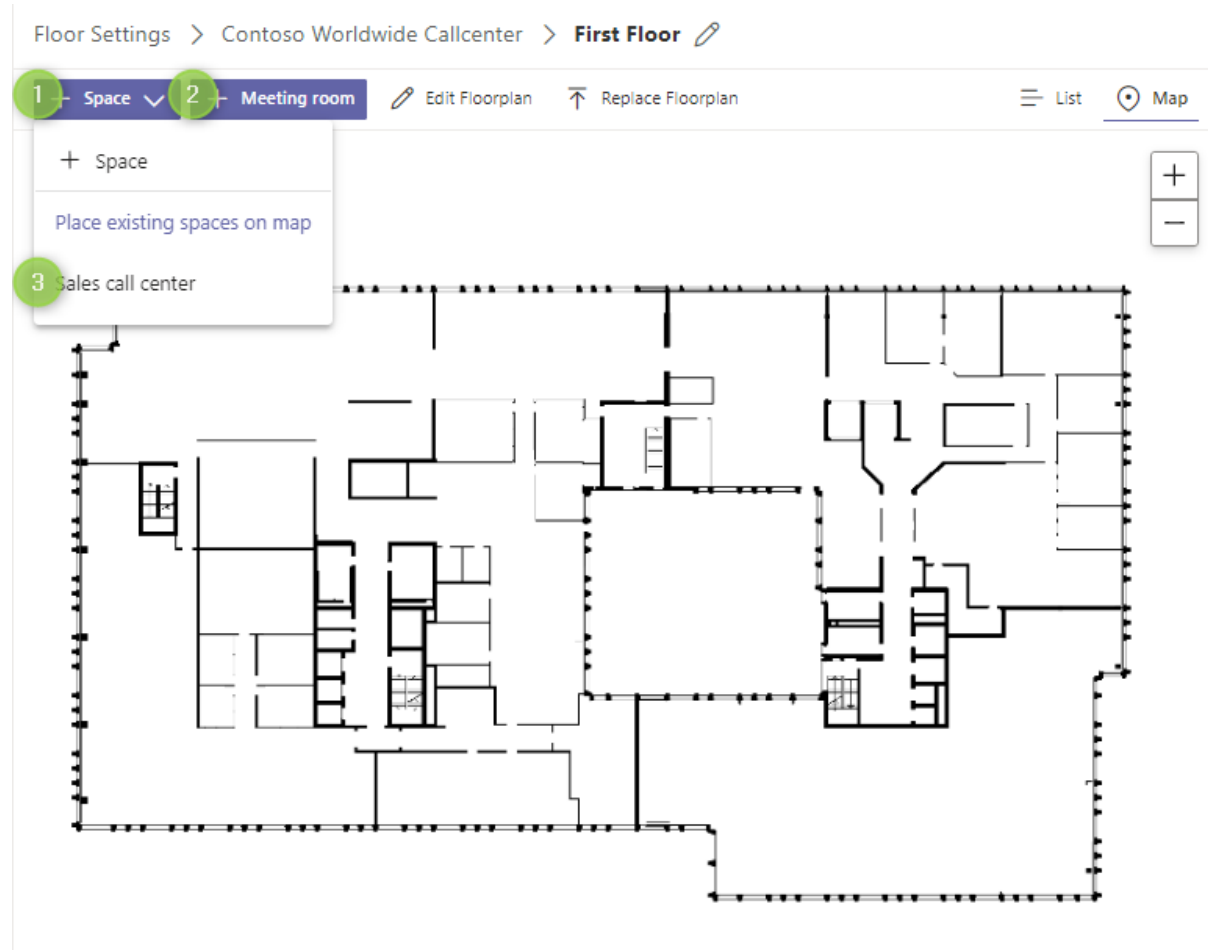 Floor Settings > Contoso Worldwide Callcenter > First Floor
1 + Space 2 + Meeting room Edit Floorplan Replace Floorplan List Map
+ Space
+
Place existing spaces on map
−
3 Sales call center